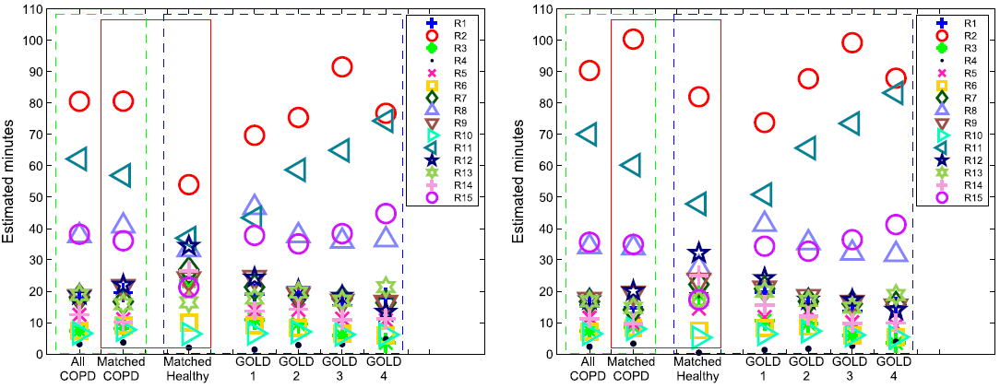 110
100
90
80
70
60
50
40
30
20
10
0
Estimated minutes
All COPD
Matched COPD
Matched Healthy
GOLD 1
GOLD 2
GOLD 3
GOLD 4
R1
R2
R3
R4
R5
R6
R7
R8
R9
R10
R11
R12
R13
R14
R15
110
100
90
80
70
60
50
40
30
20
10
0
Estimated minutes
All COPD
Matched COPD
Matched Healthy
GOLD 1
GOLD 2
GOLD 3
GOLD 4
R1
R2
R3
R4
R5
R6
R7
R8
R9
R10
R11
R12
R13
R14
R15